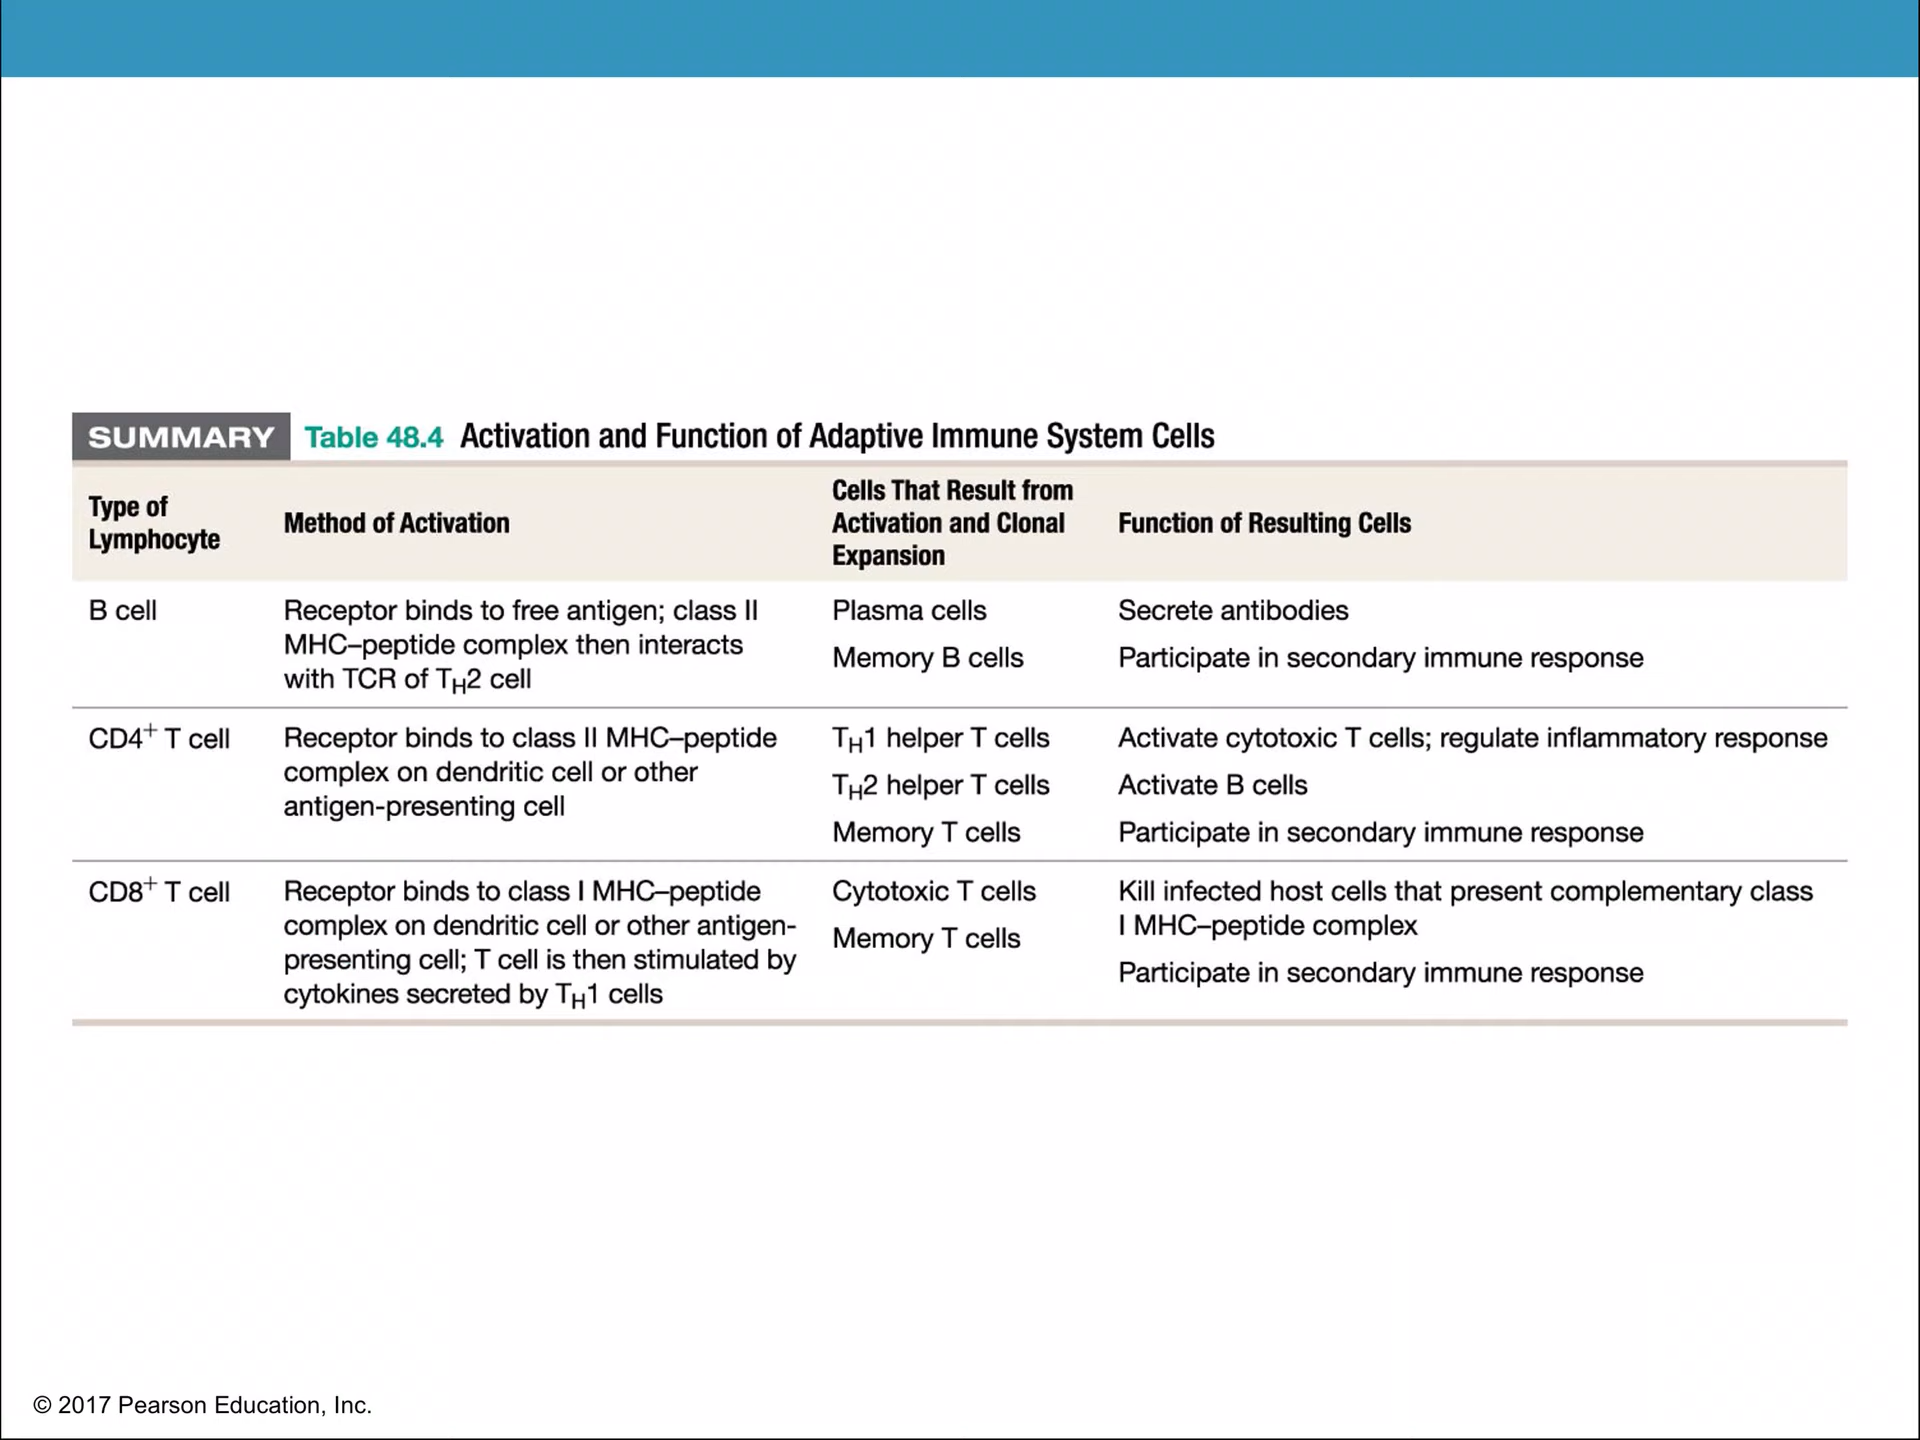 SUMMARY Table 48.4 Activation and Function of Adaptive Immune System Cells
Type of Lymphocyte
Method of Activation
Cells That Result from Activation and Clonal Expansion
Function of Resulting Cells
B cell
Receptor binds to free antigen; class II
MHC–peptide complex then interacts
with TCR of TH2 cell
Plasma cells
Secrete antibodies
Memory B cells
Participate in secondary immune response
CD4+ T cell
Receptor binds to class II MHC–peptide
complex on dendritic cell or other
antigen-presenting cell
TH1 helper T cells
Activate cytotoxic T cells; regulate inflammatory response
TH2 helper T cells
Activate B cells
Memory T cells
Participate in secondary immune response
CD8+ T cell
Receptor binds to class I MHC–peptide
complex on dendritic cell or other antigen-
presenting cell; T cell is then stimulated by
cytokines secreted by TH1 cells
Cytotoxic T cells
Kill infected host cells that present complementary class
I MHC–peptide complex
Memory T cells
Participate in secondary immune response
© 2017 Pearson Education, Inc.